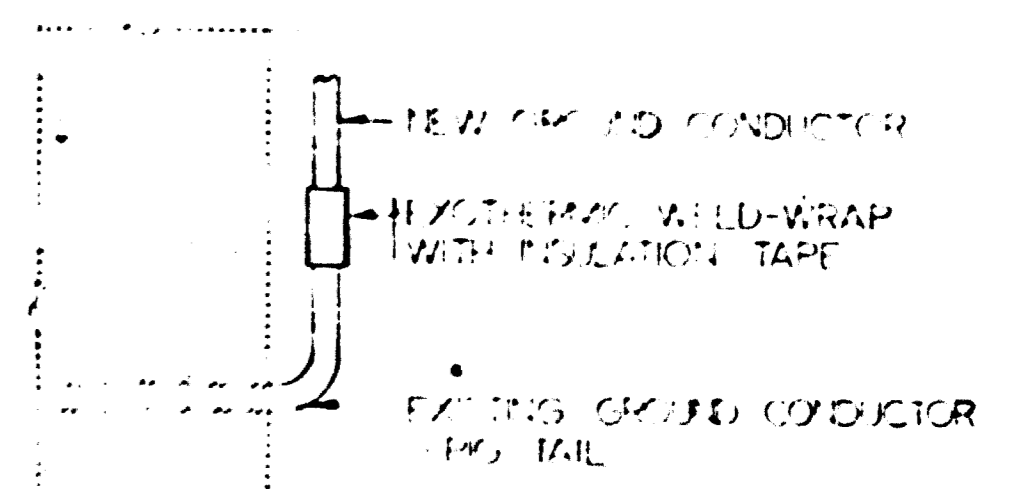 NEW GROUND CONDUCTOR
EXOTHERMIC WELD-WRAP
WITH INSULATION TAPE
EXISTING GROUND CONDUCTOR
PIG TAIL